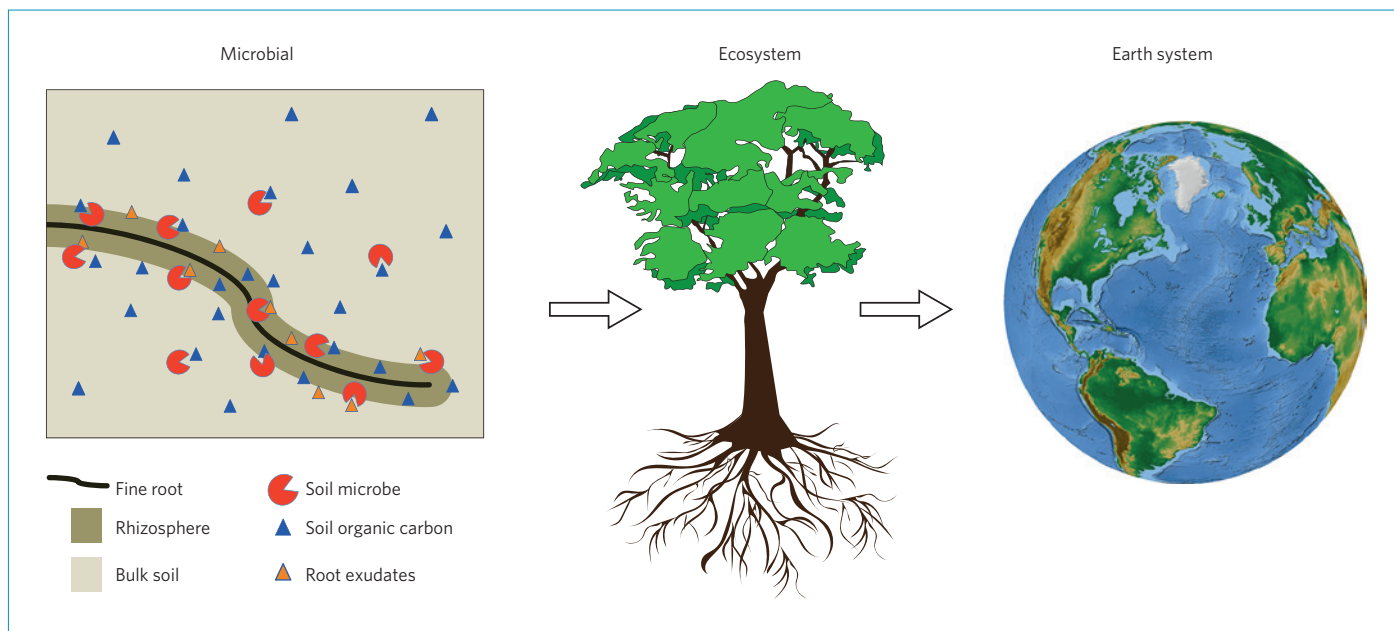 Microbial
Ecosystem
Earth system
Fine root
Soil microbe
Rhizosphere
Soil organic carbon
Bulk soil
Root exudates